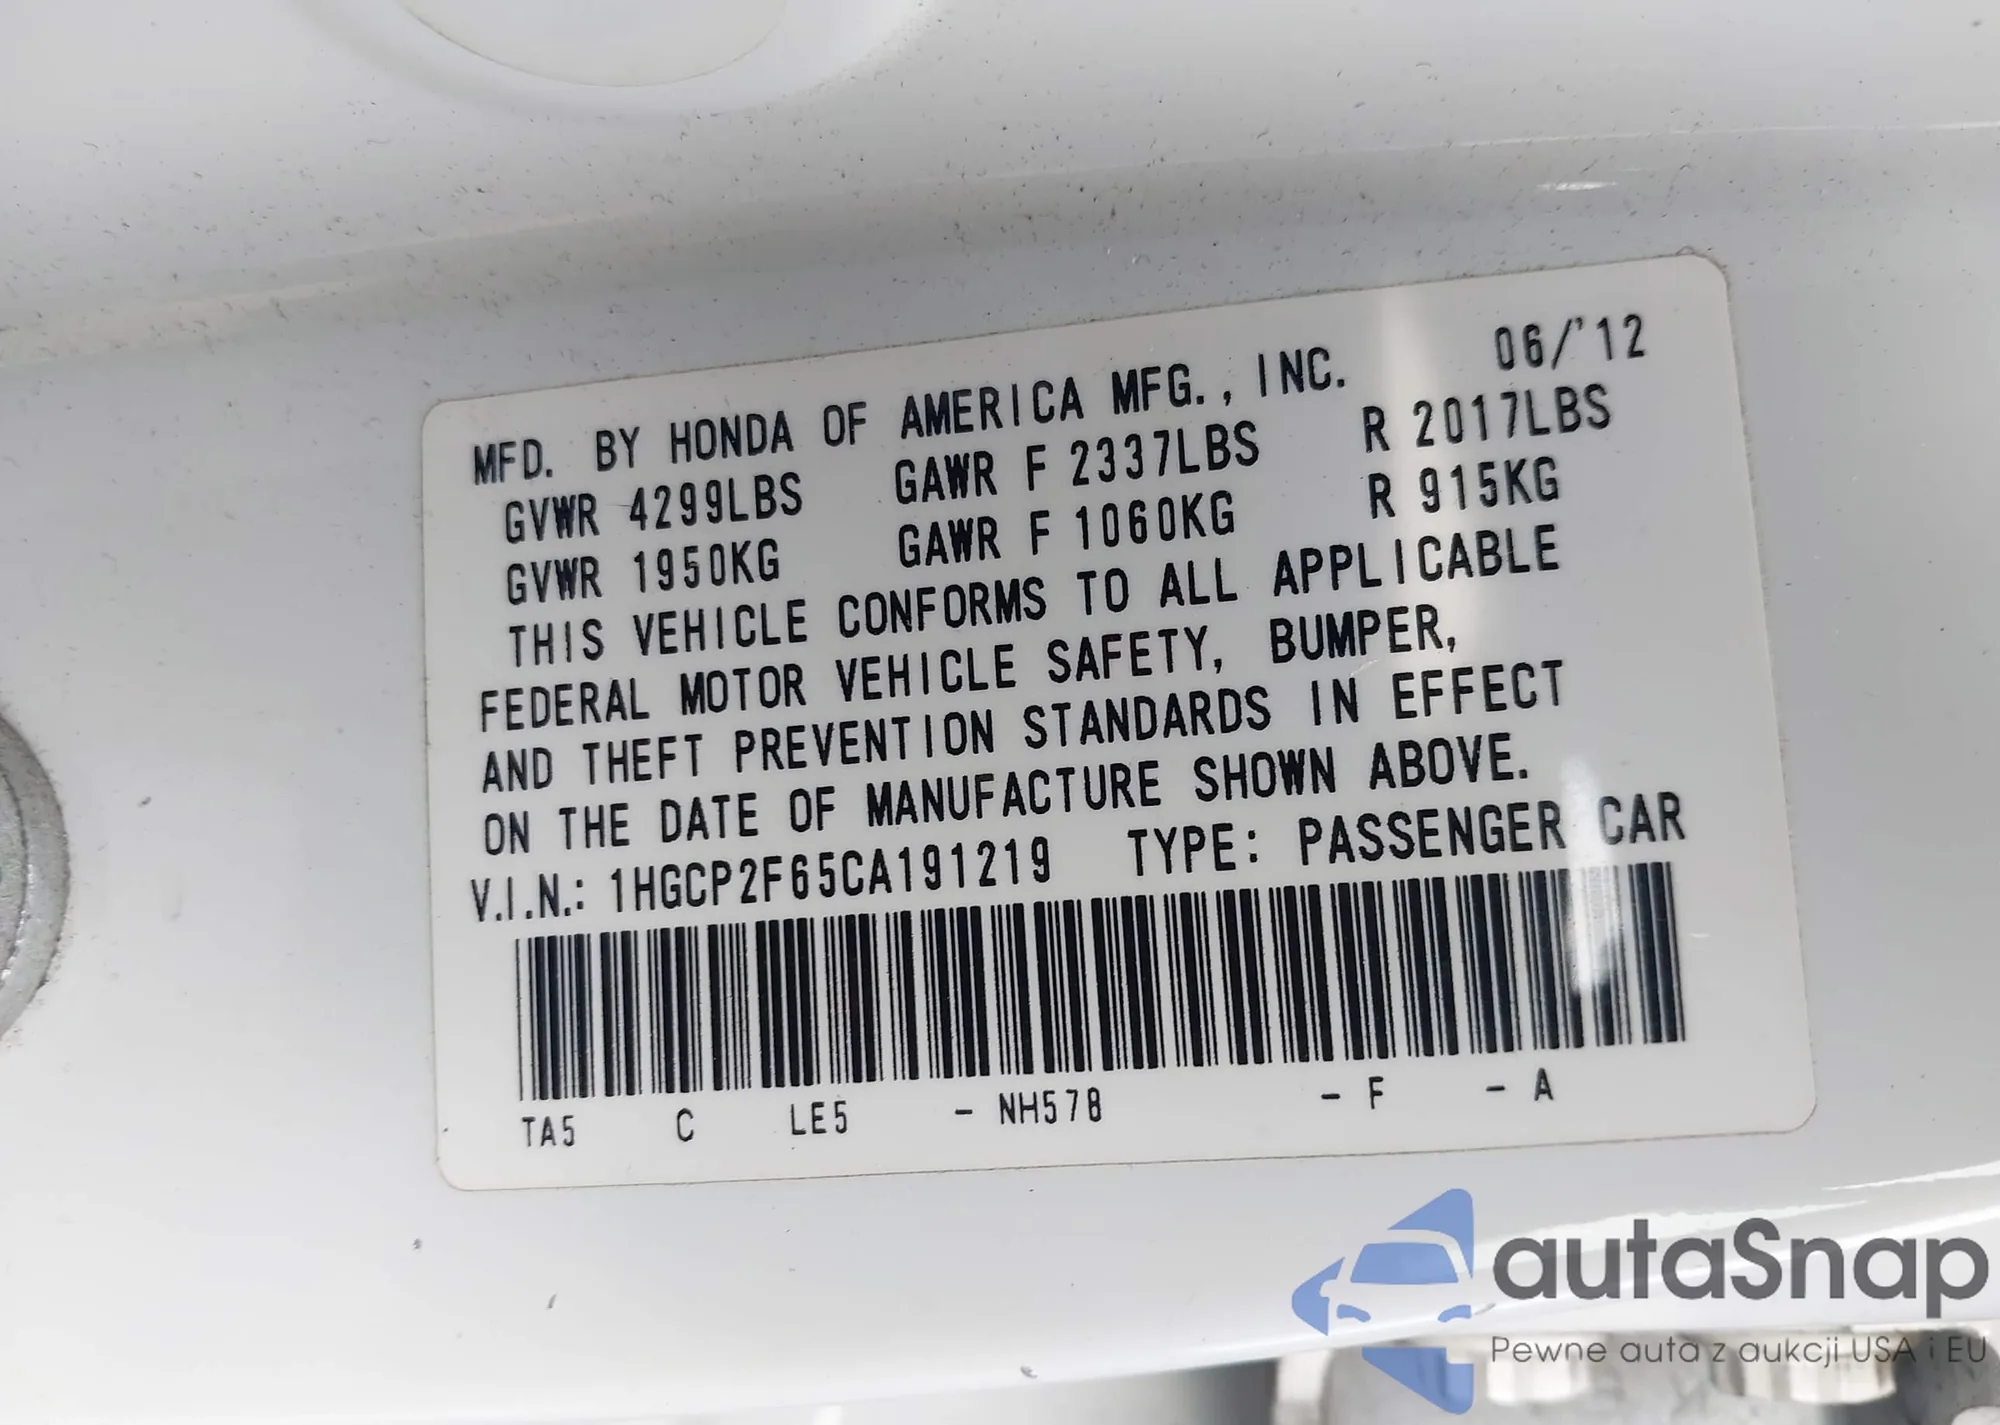 MFD. BY HONDA OF AMERICA MFG., INC. 06/'12
GVWR 4299LBS GAWR F 2337LBS R 2017LBS
GVWR 1950KG GAWR F 1060KG R 915KG
THIS VEHICLE CONFORMS TO ALL APPLICABLE
FEDERAL MOTOR VEHICLE SAFETY, BUMPER,
AND THEFT PREVENTION STANDARDS IN EFFECT
ON THE DATE OF MANUFACTURE SHOWN ABOVE.
V.I.N.: 1HGCP2F65CA191219 TYPE: PASSENGER CAR
TA5 C LE5 - NH578 - F - A
autaSnap
Pewne auta z aukcji USA i EU